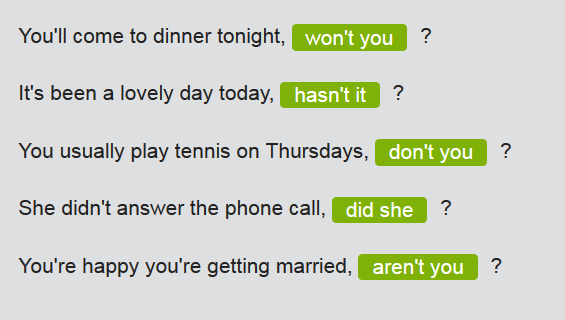 You'll come to dinner tonight, won't you ?
It's been a lovely day today, hasn't it ?
You usually play tennis on Thursdays, don't you ?
She didn't answer the phone call, did she ?
You're happy you're getting married, aren't you ?